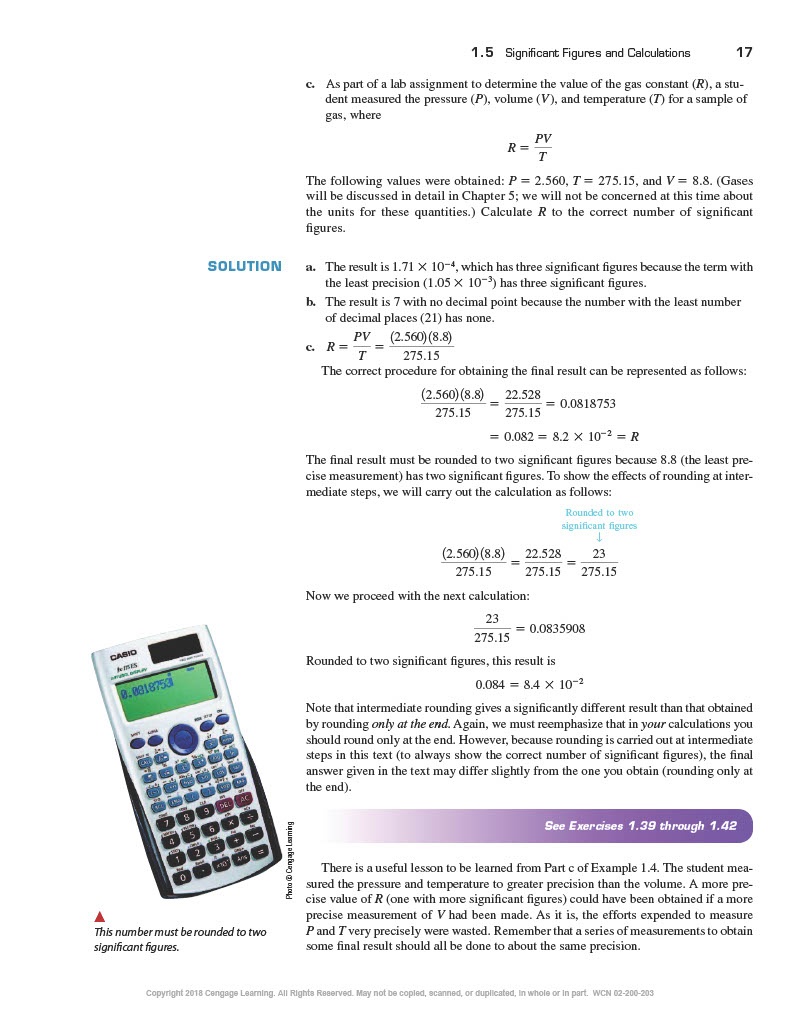 1.5 Significant Figures and Calculations 17
c. As part of a lab assignment to determine the value of the gas constant (R), a stu-
dent measured the pressure (P), volume (V), and temperature (T) for a sample of
gas, where
R = PV/T
The following values were obtained: P = 2.560, T = 275.15, and V = 8.8. (Gases
will be discussed in detail in Chapter 5; we will not be concerned at this time about
the units for these quantities.) Calculate R to the correct number of significant
figures.
SOLUTION
a. The result is 1.71 × 10⁻⁴, which has three significant figures because the term with
the least precision (1.05 × 10⁻³) has three significant figures.
b. The result is 7 with no decimal point because the number with the least number
of decimal places (21) has none.
c. R = PV/T = (2.560)(8.8)/275.15
The correct procedure for obtaining the final result can be represented as follows:
(2.560)(8.8)/275.15 = 22.528/275.15 = 0.0818753
= 0.082 = 8.2 × 10⁻² = R
The final result must be rounded to two significant figures because 8.8 (the least pre-
cise measurement) has two significant figures. To show the effects of rounding at inter-
mediate steps, we will carry out the calculation as follows:
Rounded to two
significant figures
↓
(2.560)(8.8)/275.15 = 22.528/275.15 = 23/275.15
Now we proceed with the next calculation:
23/275.15 = 0.0835908
Rounded to two significant figures, this result is
0.084 = 8.4 × 10⁻²
Note that intermediate rounding gives a significantly different result than that obtained
by rounding only at the end. Again, we must reemphasize that in your calculations you
should round only at the end. However, because rounding is carried out at intermediate
steps in this text (to always show the correct number of significant figures), the final
answer given in the text may differ slightly from the one you obtain (rounding only at
the end).
See Exercises 1.39 through 1.42
There is a useful lesson to be learned from Part c of Example 1.4. The student mea-
sured the pressure and temperature to greater precision than the volume. A more pre-
cise value of R (one with more significant figures) could have been obtained if a more
precise measurement of V had been made. As it is, the efforts expended to measure
P and T very precisely were wasted. Remember that a series of measurements to obtain
some final result should all be done to about the same precision.
CASIO
7 8 9 DEL AC
4 5 6 × ÷
1 2 3 + −
0 . Ans =
Photo © Cengage Learning
This number must be rounded to two
significant figures.
Copyright 2018 Cengage Learning. All Rights Reserved. May not be copied, scanned, or duplicated, in whole or in part. WCN 02-200-203